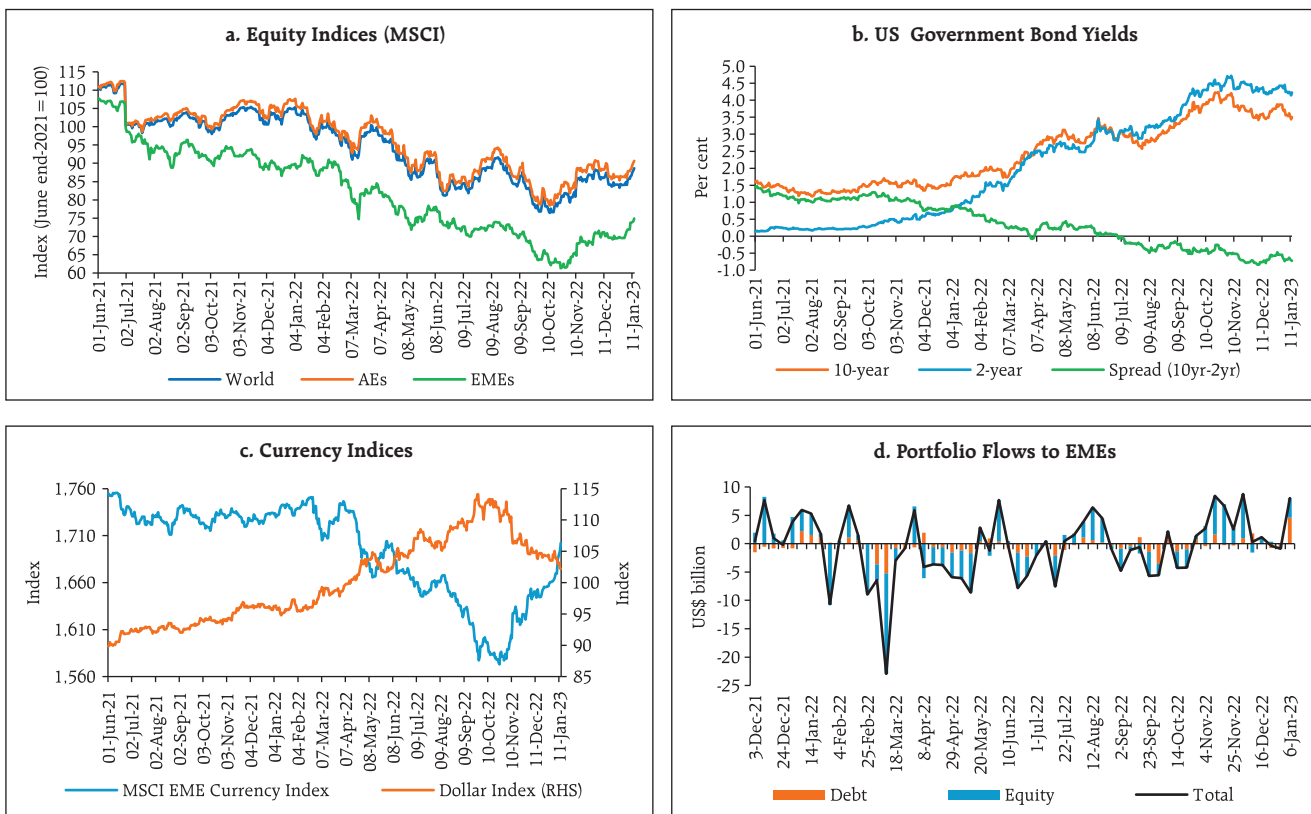 a. Equity Indices (MSCI)
Index (June end-2021=100)
115
110
105
100
95
90
85
80
75
70
65
60
01-Jun-21
02-Jul-21
02-Aug-21
02-Sep-21
03-Oct-21
03-Nov-21
04-Dec-21
04-Jan-22
04-Feb-22
07-Mar-22
07-Apr-22
08-May-22
08-Jun-22
09-Jul-22
09-Aug-22
09-Sep-22
10-Oct-22
10-Nov-22
11-Dec-22
11-Jan-23
World AEs EMEs
b. US Government Bond Yields
Per cent
5.0
4.5
4.0
3.5
3.0
2.5
2.0
1.5
1.0
0.5
0.0
-0.5
-1.0
01-Jun-21
02-Jul-21
02-Aug-21
02-Sep-21
03-Oct-21
03-Nov-21
04-Dec-21
04-Jan-22
04-Feb-22
07-Mar-22
07-Apr-22
08-May-22
08-Jun-22
09-Jul-22
09-Aug-22
09-Sep-22
10-Oct-22
10-Nov-22
11-Dec-22
11-Jan-23
10-year 2-year Spread (10yr-2yr)
c. Currency Indices
Index
1,760
1,710
1,660
1,610
1,560
115
110
105
100
95
90
85
Index
01-Jun-21
02-Jul-21
02-Aug-21
02-Sep-21
03-Oct-21
03-Nov-21
04-Dec-21
04-Jan-22
04-Feb-22
07-Mar-22
07-Apr-22
08-May-22
08-Jun-22
09-Jul-22
09-Aug-22
09-Sep-22
10-Oct-22
10-Nov-22
11-Dec-22
11-Jan-23
MSCI EME Currency Index Dollar Index (RHS)
d. Portfolio Flows to EMEs
US$ billion
10
5
0
-5
-10
-15
-20
-25
3-Dec-21
24-Dec-21
14-Jan-22
4-Feb-22
25-Feb-22
18-Mar-22
8-Apr-22
29-Apr-22
20-May-22
10-Jun-22
1-Jul-22
22-Jul-22
12-Aug-22
2-Sep-22
23-Sep-22
14-Oct-22
4-Nov-22
25-Nov-22
16-Dec-22
6-Jan-23
Debt Equity Total